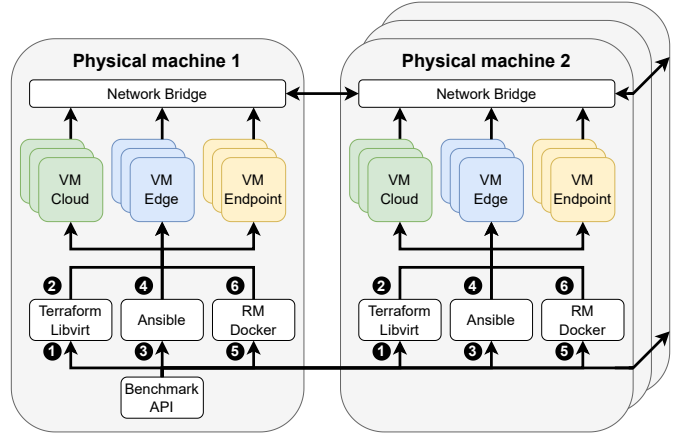 Physical machine 1
Network Bridge
VM
Cloud
VM
Edge
VM
Endpoint
2
4
6
Terraform
Libvirt
Ansible
RM
Docker
1
3
5
Benchmark
API
Physical machine 2
Network Bridge
VM
Cloud
VM
Edge
VM
Endpoint
2
4
6
Terraform
Libvirt
Ansible
RM
Docker
1
3
5